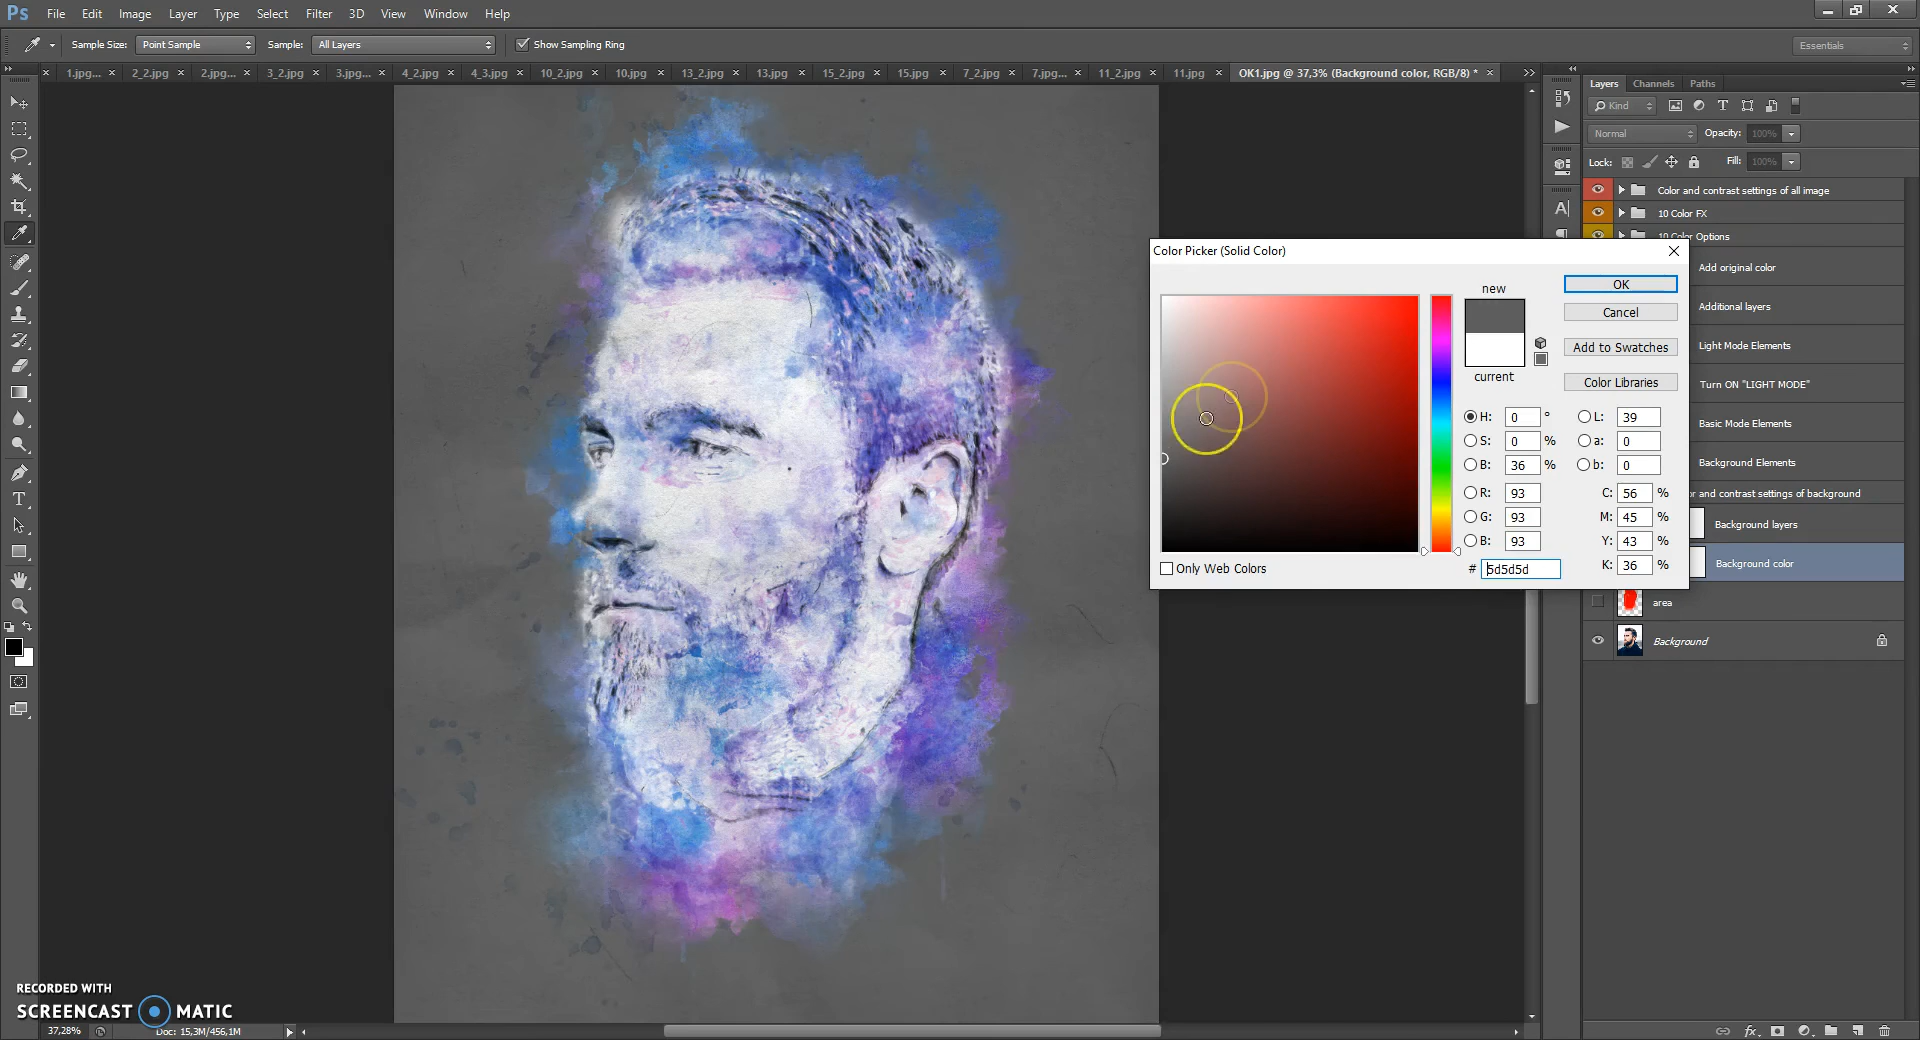 Ps File Edit Image Layer Type Select Filter 3D View Window Help
Sample Size: Point Sample Sample: All Layers Show Sampling Ring Essentials
1.jpg... × 2_2.jpg × 2.jpg... × 3_2.jpg × 3.jpg... × 4_2.jpg × 4_3.jpg × 10_2.jpg × 10.jpg × 13_2.jpg × 13.jpg × 15_2.jpg × 15.jpg × 7_2.jpg × 7.jpg... × 11_2.jpg × 11.jpg × OK1.jpg @ 37,3% (Background color, RGB/8) * ×
Layers Channels Paths
Kind
Normal Opacity: 100%
Lock: Fill: 100%
Color and contrast settings of all image
10 Color FX
10 Color Options
Add original color
Additional layers
Light Mode Elements
Turn ON "LIGHT MODE"
Basic Mode Elements
Background Elements
or and contrast settings of background
Background layers
Background color
area
Background
Color Picker (Solid Color)
new
current
OK
Cancel
Add to Swatches
Color Libraries
H: 0 ° L: 39
S: 0 % a: 0
B: 36 % b: 0
R: 93 C: 56 %
G: 93 M: 45 %
B: 93 Y: 43 %
# 5d5d5d K: 36 %
Only Web Colors
RECORDED WITH
SCREENCAST MATIC
37,28% Doc: 15,3M/456,1M